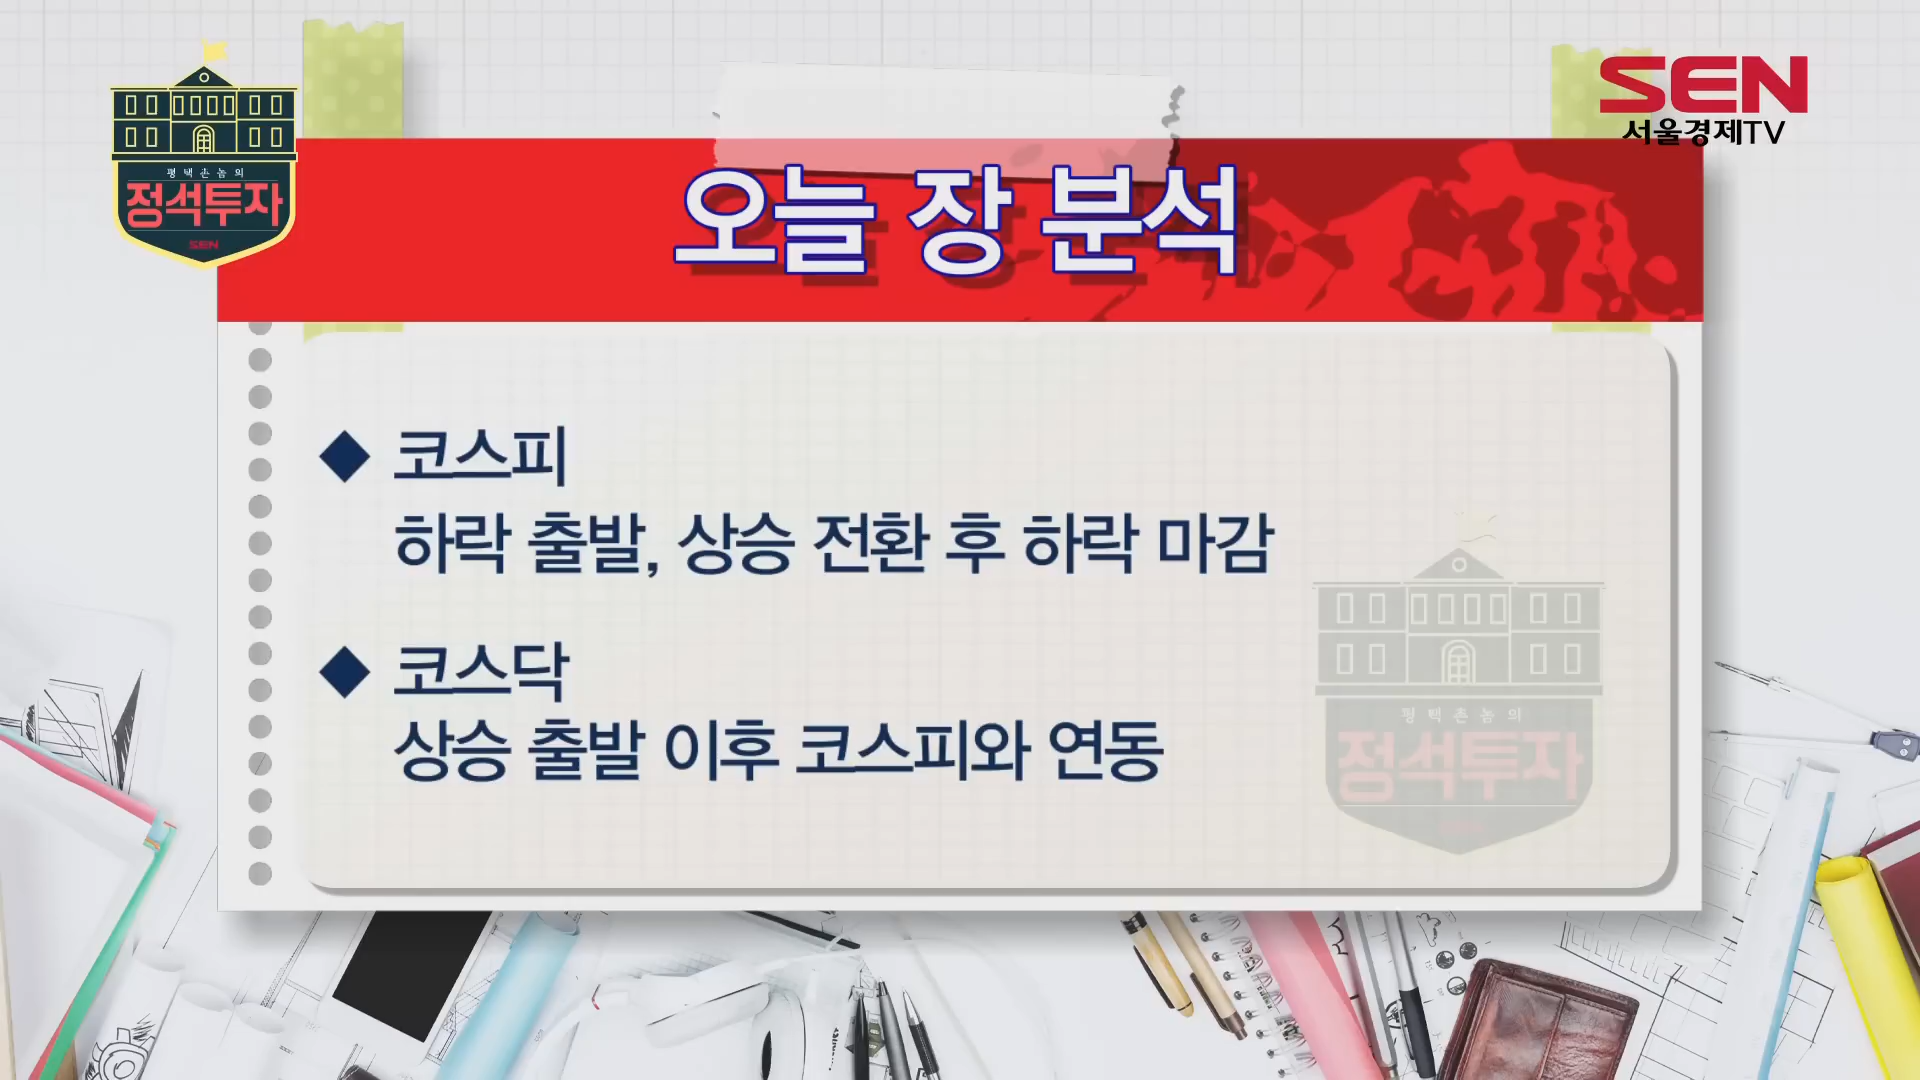 평택촌놈의
정석투자
SEN
SEN
서울경제TV
오늘 장 분석
◆ 코스피
하락 출발, 상승 전환 후 하락 마감
◆ 코스닥
상승 출발 이후 코스피와 연동
평택촌놈의
정석투자